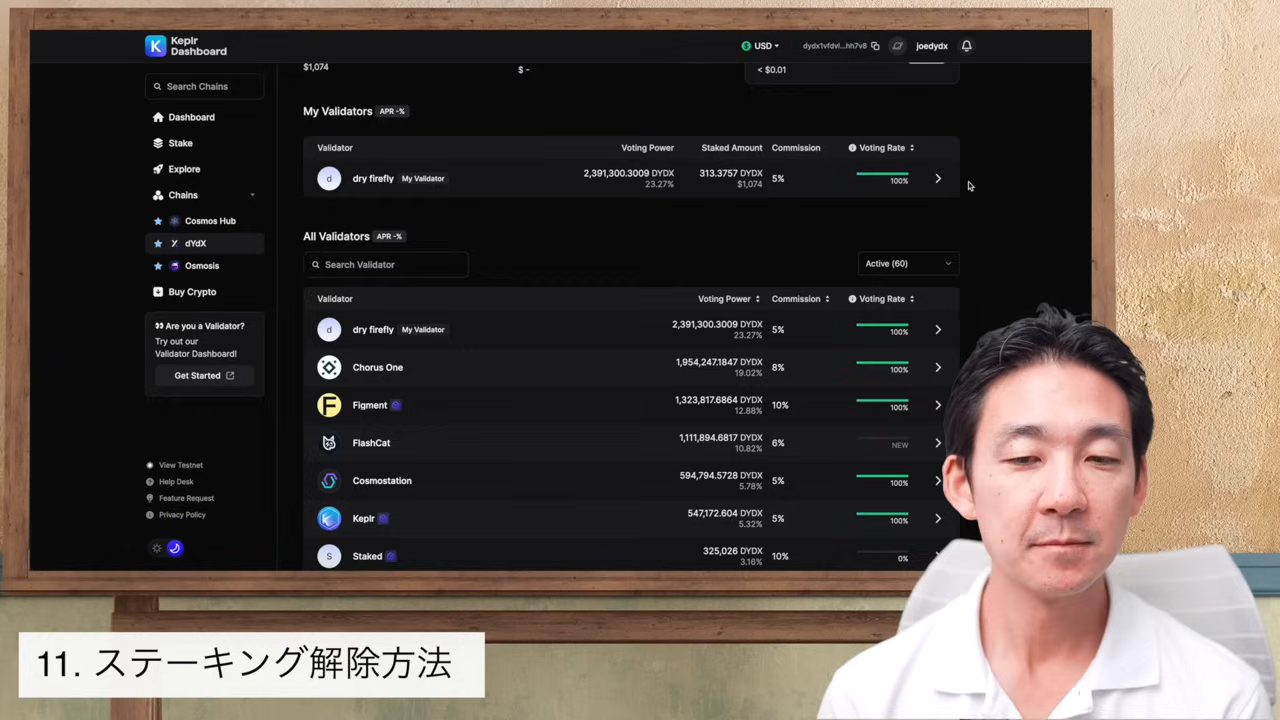 Keplr
Dashboard
USD
dydx1vfdvl...hh7v8
joedydx
Search Chains
$1,074
$ -
< $0.01
Dashboard
Stake
Explore
Chains
Cosmos Hub
dYdX
Osmosis
Buy Crypto
Are you a Validator?
Try out our
Validator Dashboard!
Get Started
View Testnet
Help Desk
Feature Request
Privacy Policy
My Validators APR -%
Validator Voting Power Staked Amount Commission Voting Rate
d dry firefly My Validator 2,391,300.3009 DYDX 313.3757 DYDX 5%
23.27% $1,074 100%
All Validators APR -%
Search Validator Active (60)
Validator Voting Power Commission Voting Rate
d dry firefly My Validator 2,391,300.3009 DYDX 5%
23.27% 100%
Chorus One 1,954,247.1847 DYDX 8%
19.02% 100%
Figment 1,323,817.6864 DYDX 10%
12.88% 100%
FlashCat 1,111,894.6817 DYDX 6%
10.82% NEW
Cosmostation 594,794.5728 DYDX 5%
5.78% 100%
Keplr 547,172.604 DYDX 5%
5.32% 100%
S Staked 325,026 DYDX 10%
3.16% 0%
11. ステーキング解除方法